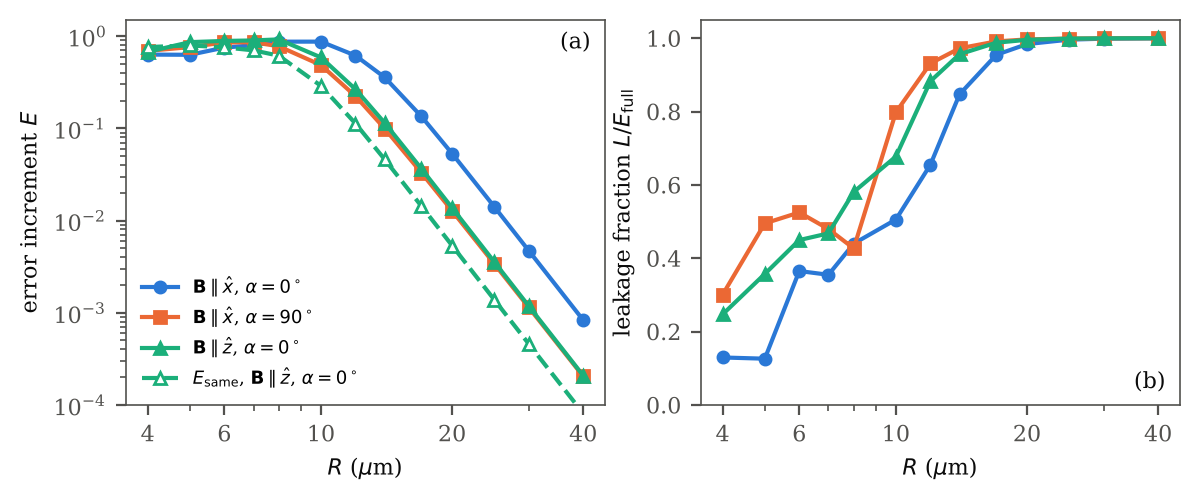 (a)
10⁰
10⁻¹
10⁻²
10⁻³
10⁻⁴
error increment E
B ∥ x̂, α = 0°
B ∥ x̂, α = 90°
B ∥ ẑ, α = 0°
E_same, B ∥ ẑ, α = 0°
4 6 10 20 40
R (μm)
(b)
1.0
0.8
0.6
0.4
0.2
0.0
leakage fraction L/E_full
4 6 10 20 40
R (μm)